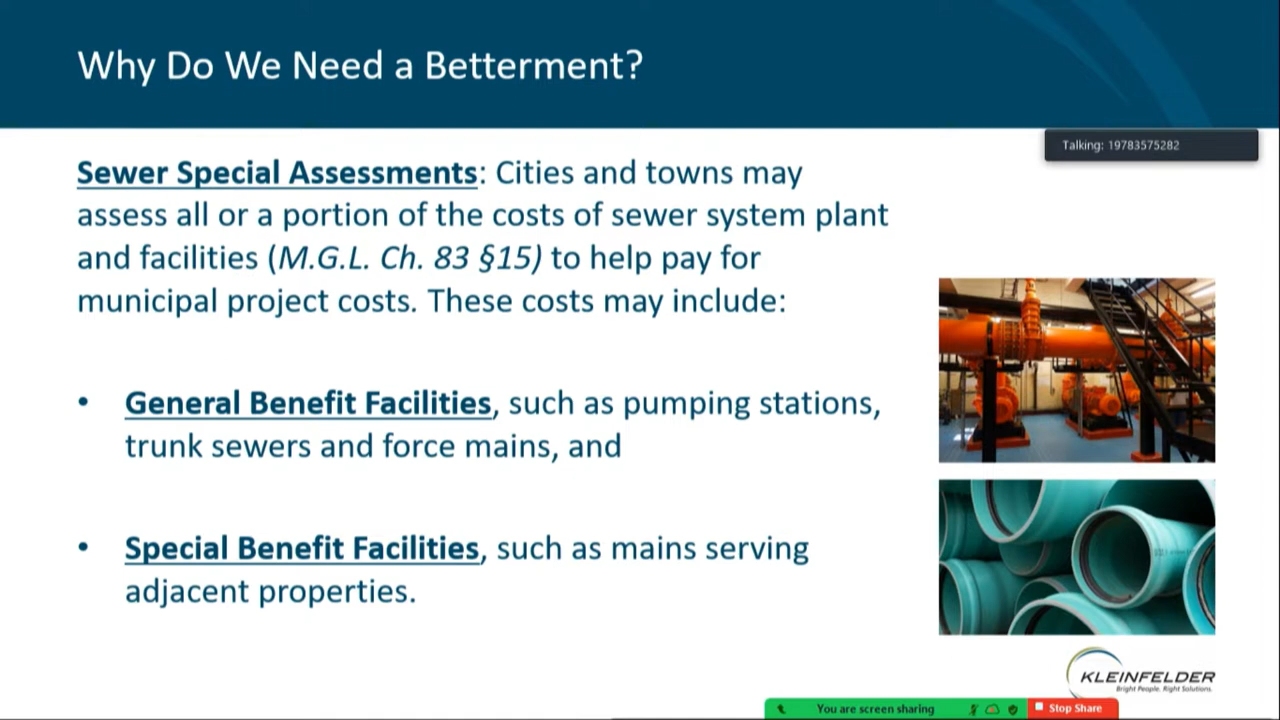 Why Do We Need a Betterment?
Talking: 19783575282
Sewer Special Assessments: Cities and towns may
assess all or a portion of the costs of sewer system plant
and facilities (M.G.L. Ch. 83 §15) to help pay for
municipal project costs. These costs may include:
• General Benefit Facilities, such as pumping stations,
trunk sewers and force mains, and
• Special Benefit Facilities, such as mains serving
adjacent properties.
KLEINFELDER
Bright People. Right Solutions.
You are screen sharing
Stop Share